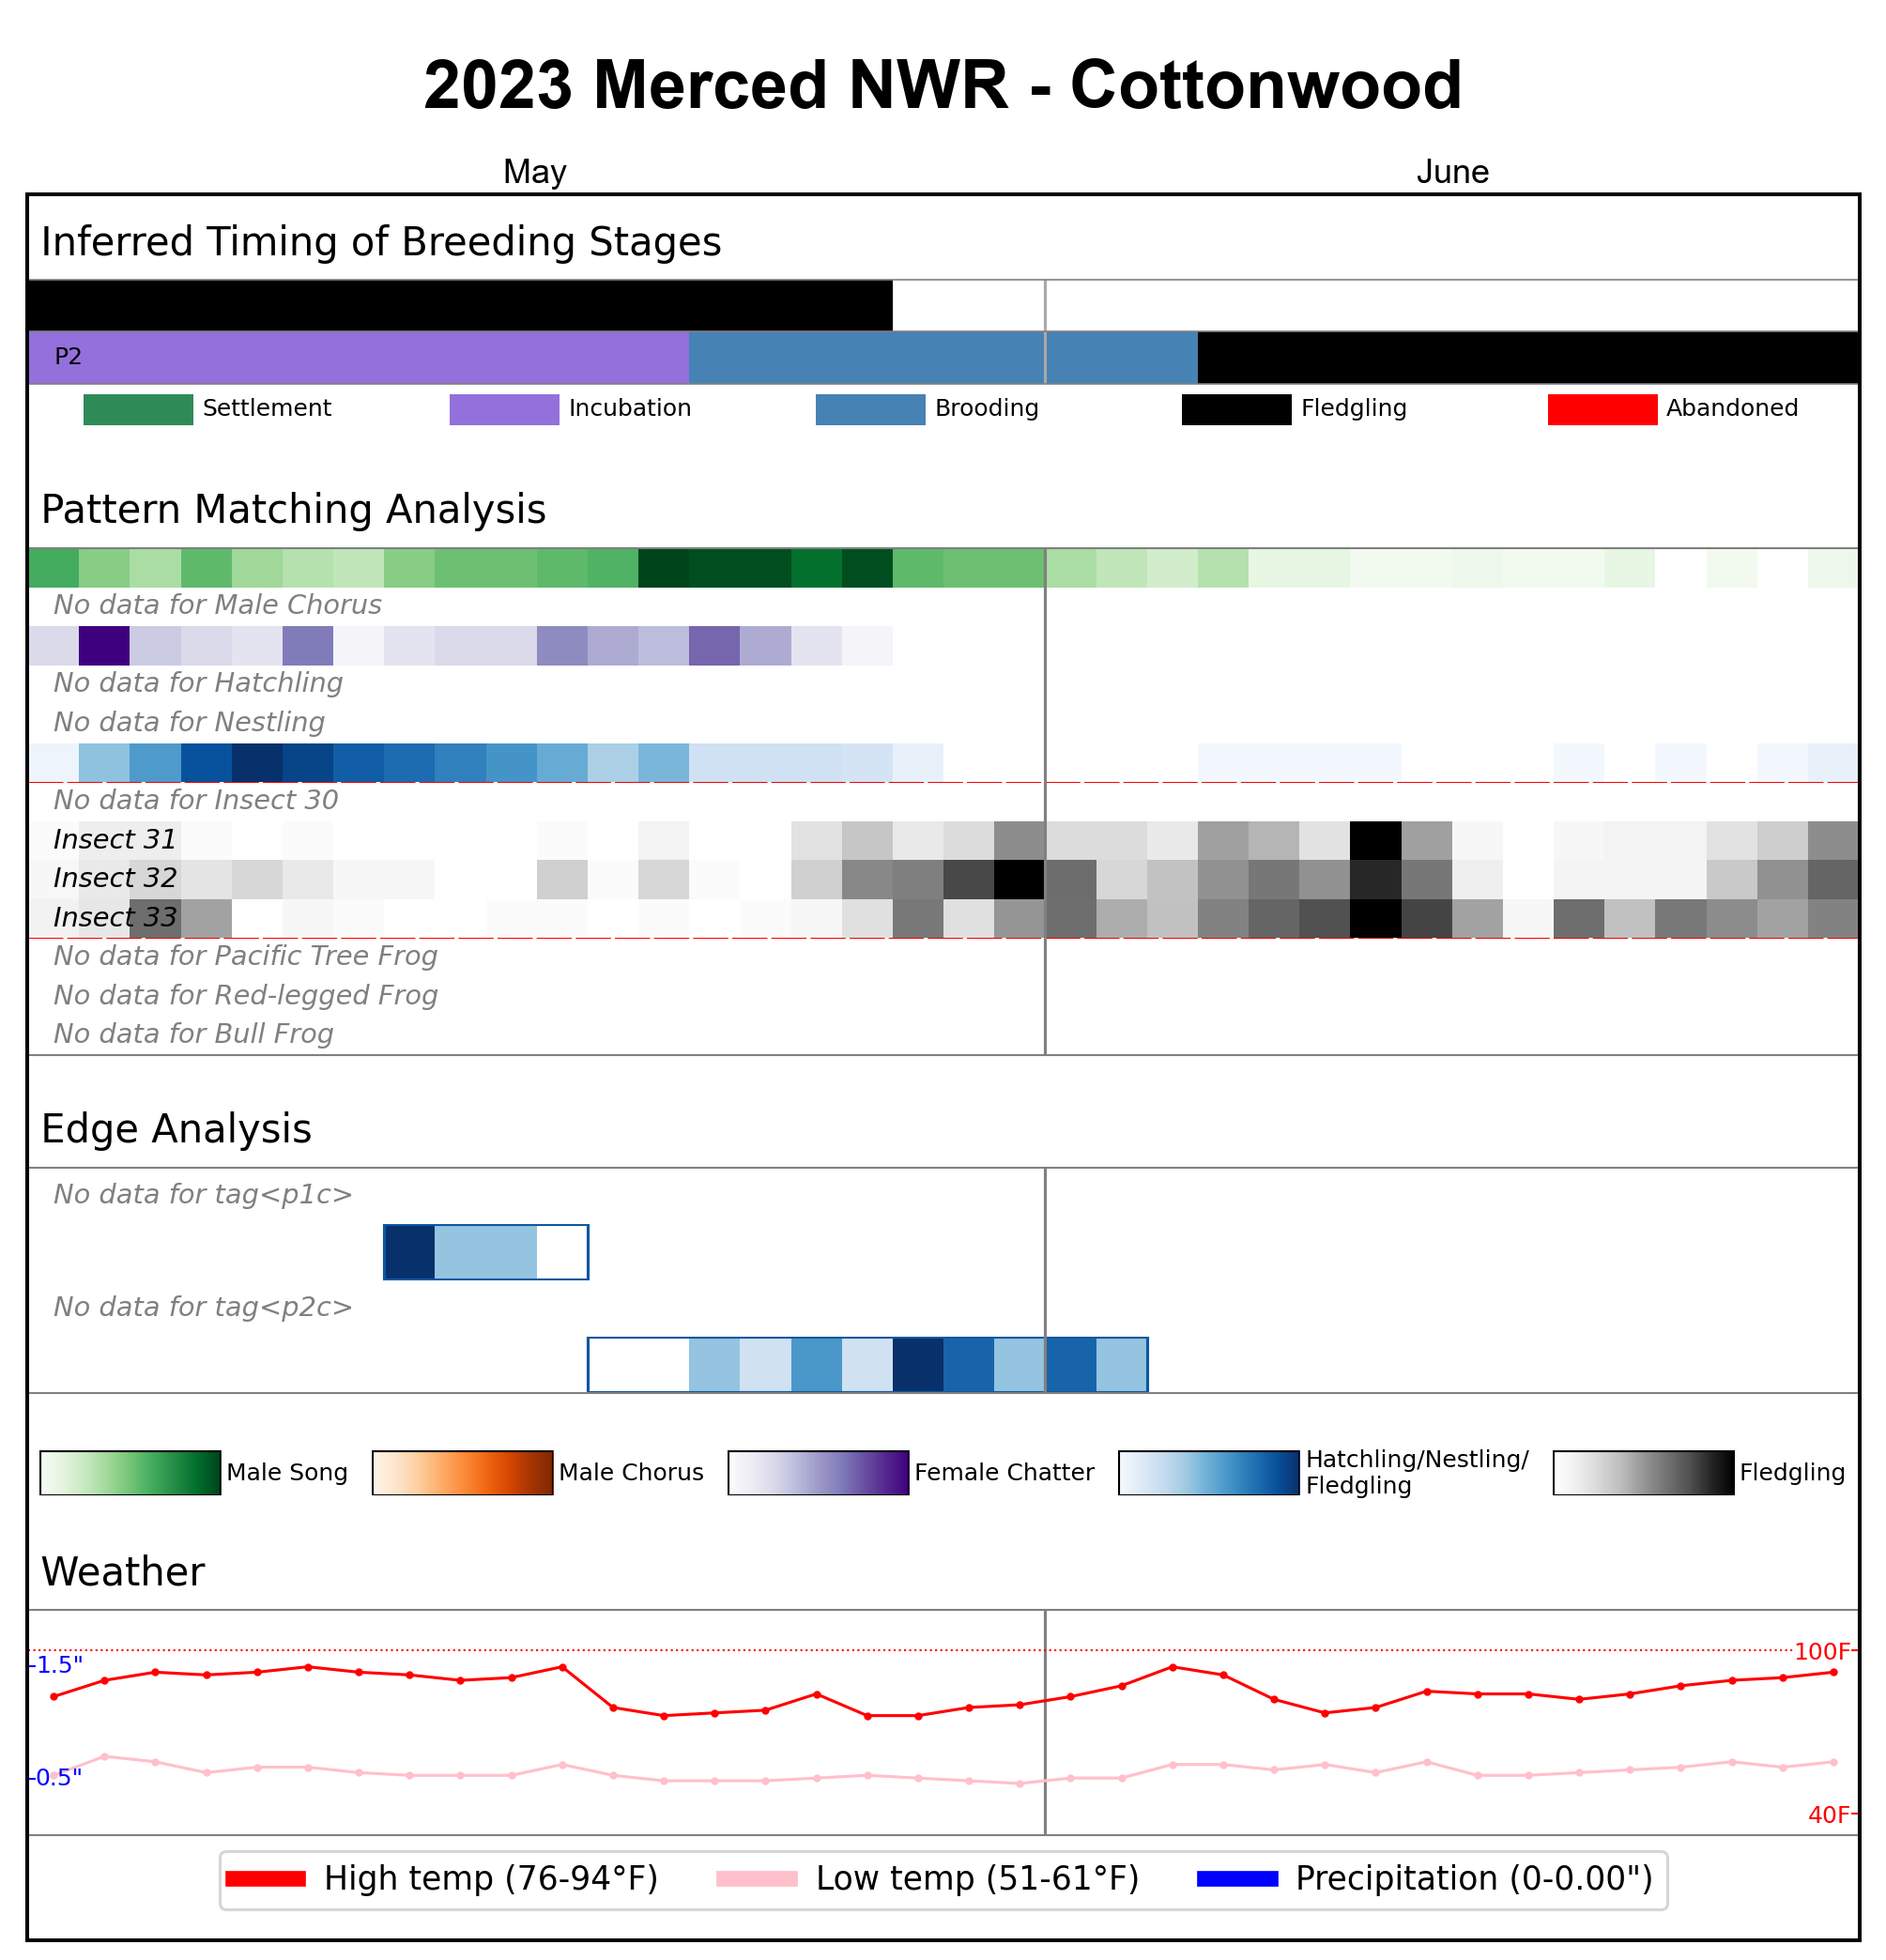 2023 Merced NWR - Cottonwood
May June
Inferred Timing of Breeding Stages
P2
Settlement Incubation Brooding Fledgling Abandoned
Pattern Matching Analysis
No data for Male Chorus
No data for Hatchling
No data for Nestling
No data for Insect 30
Insect 31
Insect 32
Insect 33
No data for Pacific Tree Frog
No data for Red-legged Frog
No data for Bull Frog
Edge Analysis
No data for tag<p1c>
No data for tag<p2c>
Male Song Male Chorus Female Chatter Hatchling/Nestling/
Fledgling Fledgling
Weather
100F
1.5"
0.5"
40F
High temp (76-94°F) Low temp (51-61°F) Precipitation (0-0.00")